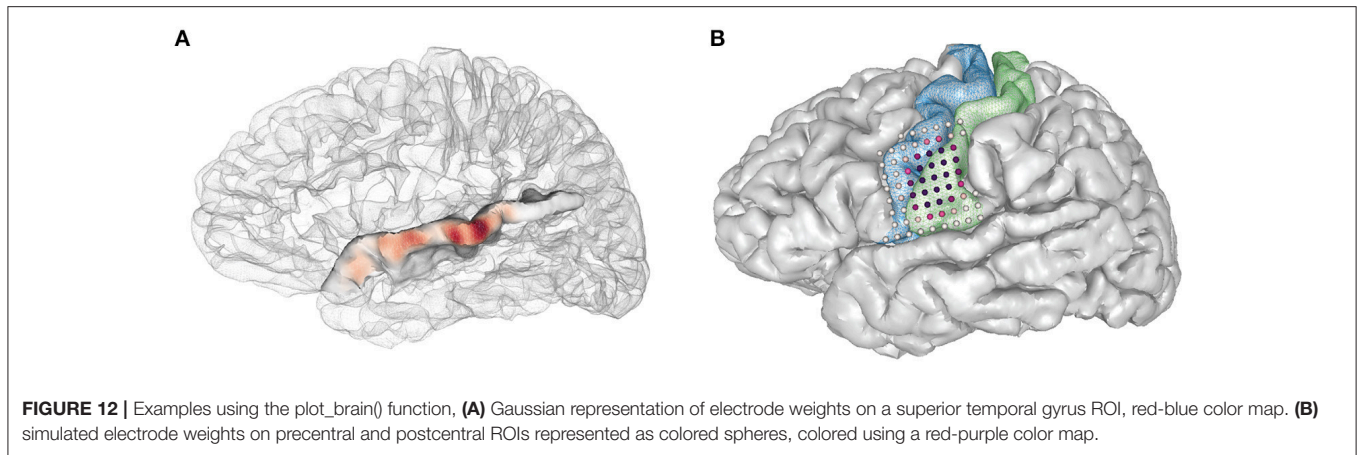 A
B
FIGURE 12 | Examples using the plot_brain() function, (A) Gaussian representation of electrode weights on a superior temporal gyrus ROI, red-blue color map. (B)
simulated electrode weights on precentral and postcentral ROIs represented as colored spheres, colored using a red-purple color map.